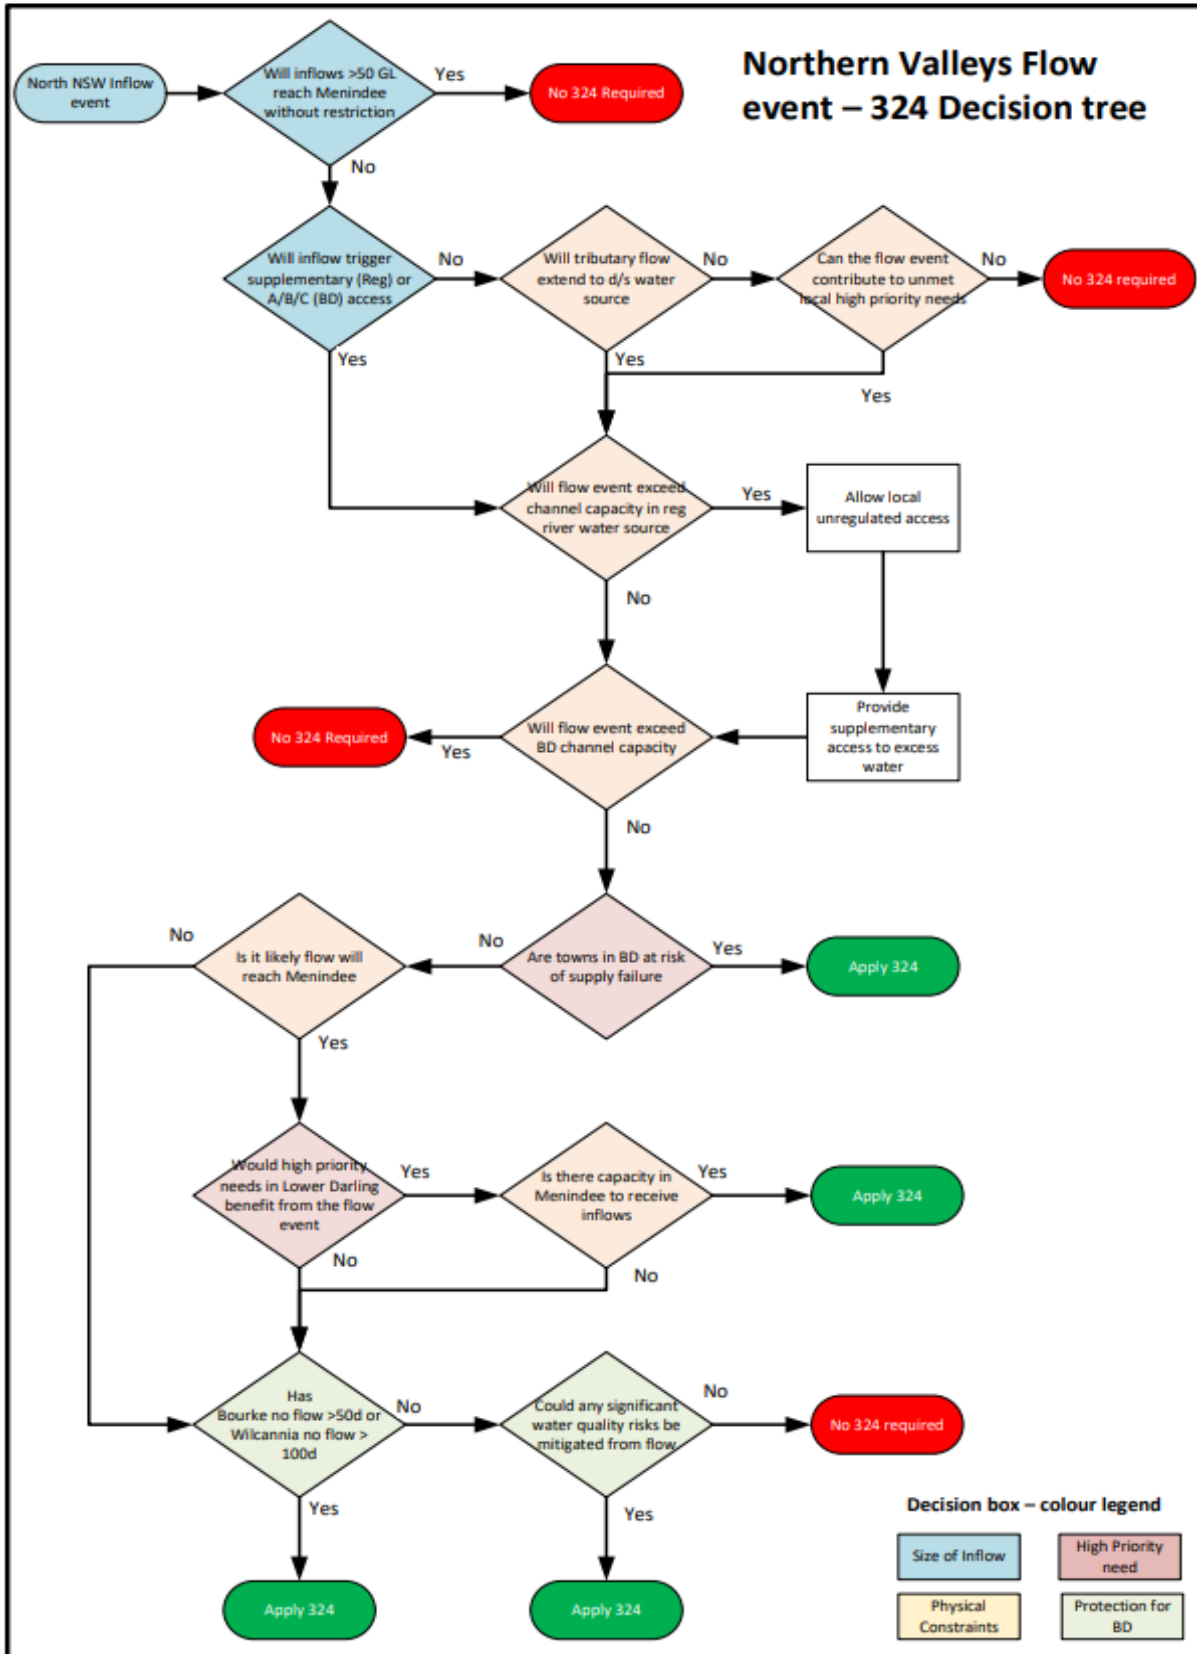 Northern Valleys Flow
event – 324 Decision tree
North NSW Inflow
event
Will inflows >50 GL
reach Menindee
without restriction
Yes
No 324 Required
No
Will inflow trigger
supplementary (Reg) or
A/B/C (BD) access
No
Will tributary flow
extend to d/s water
source
No
Can the flow event
contribute to unmet
local high priority needs
No
No 324 required
Yes
Yes
Yes
Will flow event exceed
channel capacity in reg
river water source
Yes
Allow local
unregulated access
No
Provide
supplementary
access to excess
water
Will flow event exceed
BD channel capacity
Yes
No 324 Required
No
Are towns in BD at risk
of supply failure
Yes
Apply 324
No
Is it likely flow will
reach Menindee
No
Yes
Would high priority
needs in Lower Darling
benefit from the flow
event
Yes
Is there capacity in
Menindee to receive
inflows
Yes
Apply 324
No
No
Has
Bourke no flow >50d or
Wilcannia no flow >
100d
No
Could any significant
water quality risks be
mitigated from flow
No
No 324 required
Yes
Yes
Apply 324
Apply 324
Decision box – colour legend
Size of Inflow
High Priority
need
Physical
Constraints
Protection for
BD